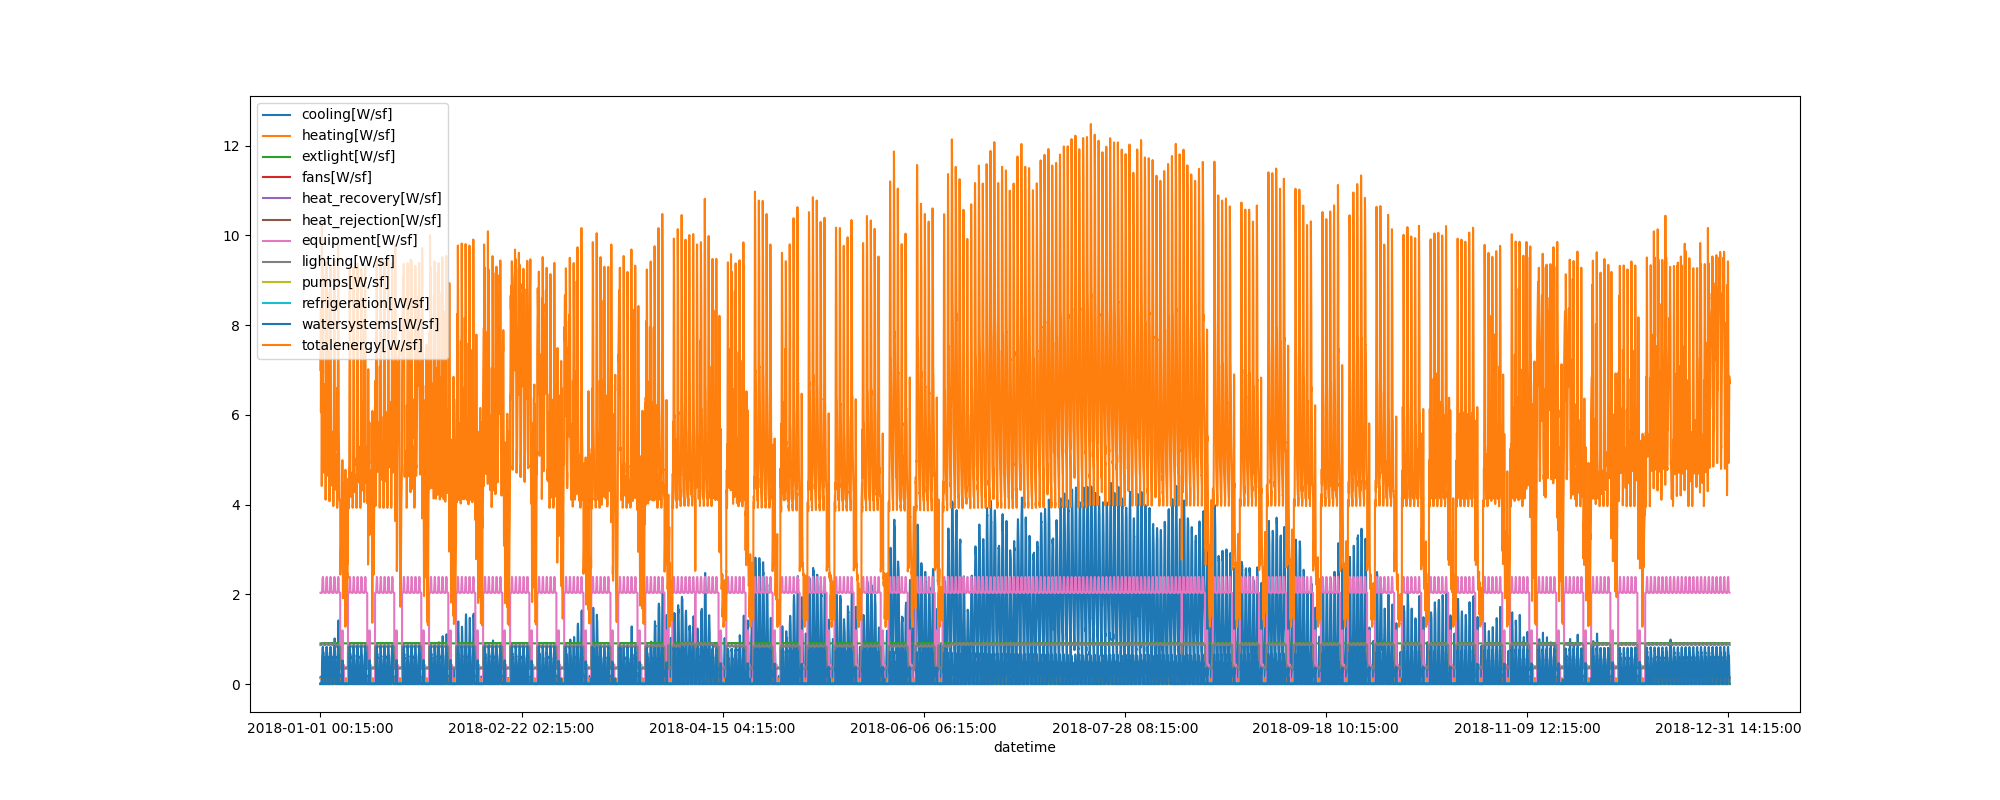 cooling[W/sf]
heating[W/sf]
extlight[W/sf]
fans[W/sf]
heat_recovery[W/sf]
heat_rejection[W/sf]
equipment[W/sf]
lighting[W/sf]
pumps[W/sf]
refrigeration[W/sf]
watersystems[W/sf]
totalenergy[W/sf]
12
10
8
6
4
2
0
2018-01-01 00:15:00 2018-02-22 02:15:00 2018-04-15 04:15:00 2018-06-06 06:15:00 2018-07-28 08:15:00 2018-09-18 10:15:00 2018-11-09 12:15:00 2018-12-31 14:15:00
datetime